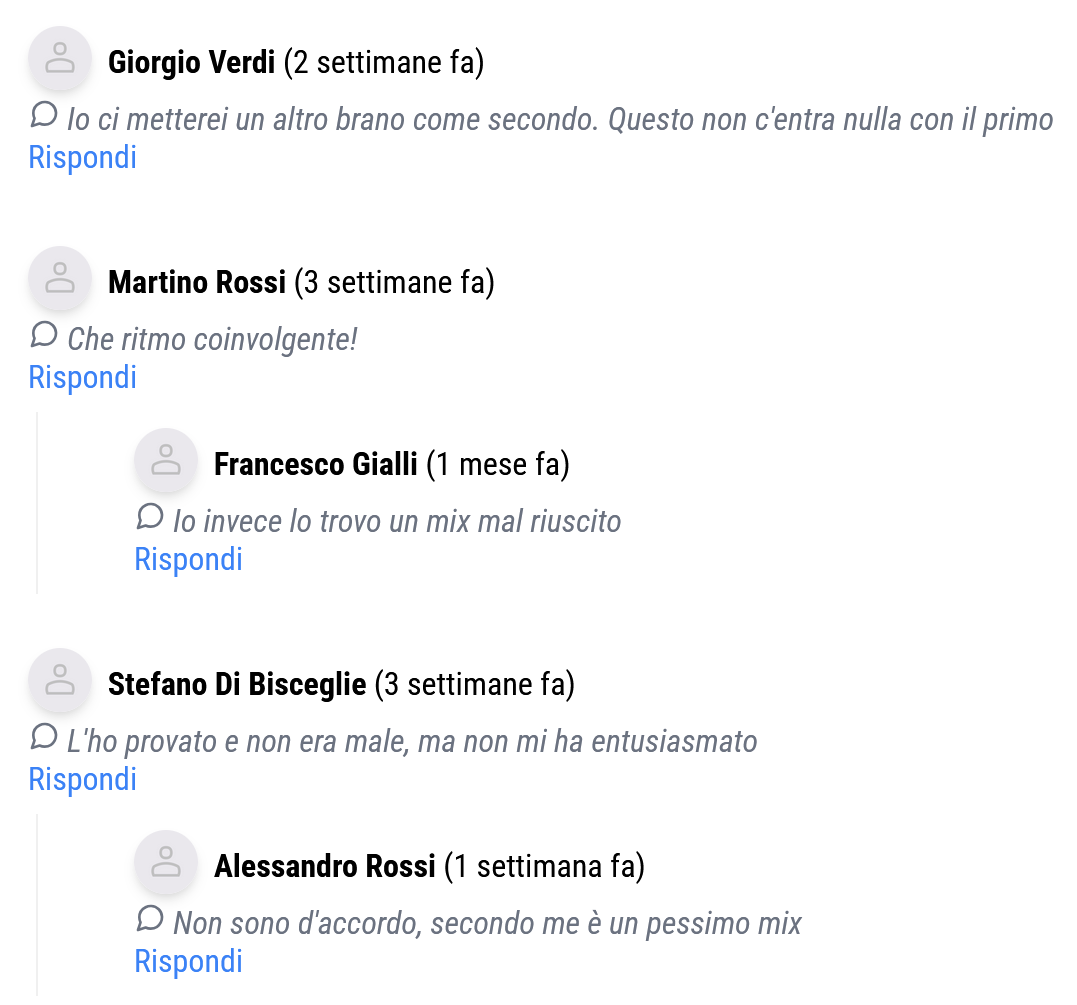 Giorgio Verdi (2 settimane fa)
Io ci metterei un altro brano come secondo. Questo non c'entra nulla con il primo
Rispondi
Martino Rossi (3 settimane fa)
Che ritmo coinvolgente!
Rispondi
Francesco Gialli (1 mese fa)
Io invece lo trovo un mix mal riuscito
Rispondi
Stefano Di Bisceglie (3 settimane fa)
L'ho provato e non era male, ma non mi ha entusiasmato
Rispondi
Alessandro Rossi (1 settimana fa)
Non sono d'accordo, secondo me è un pessimo mix
Rispondi